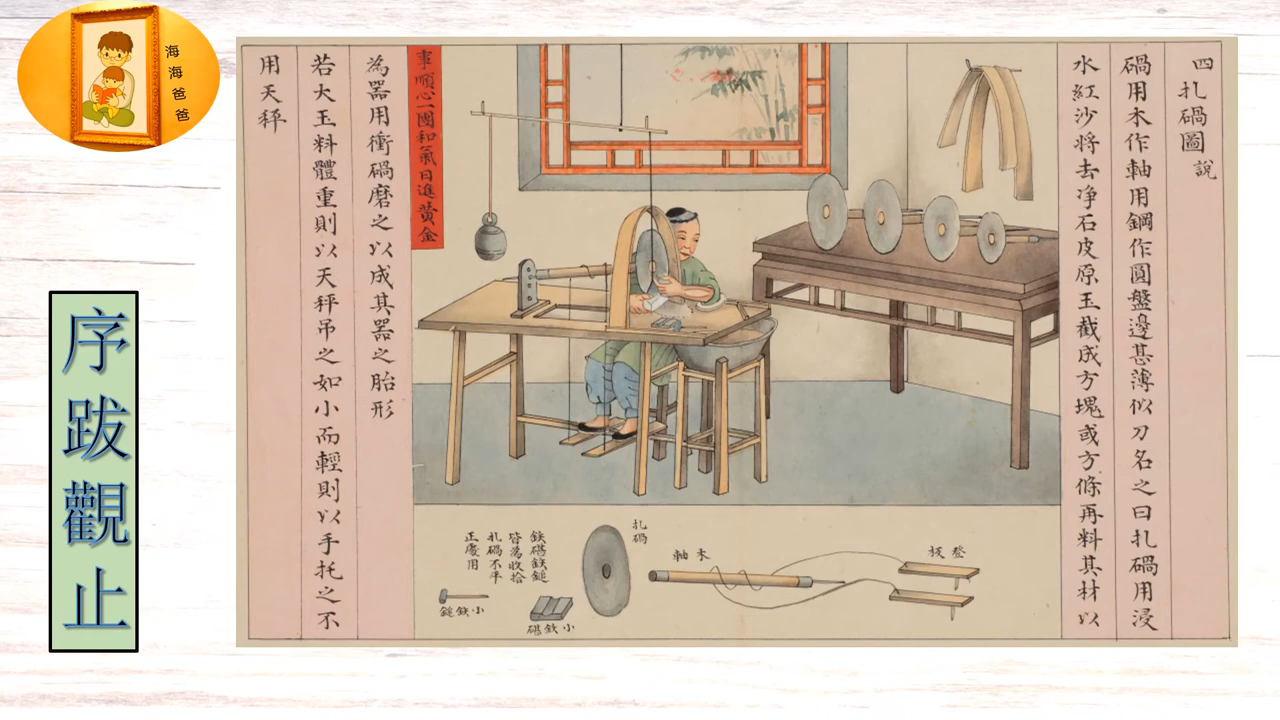 海海爸爸
序跋觀止
四扎碢圖說
碢用木作軸用鋼作圓盤邊甚薄似刀名之曰扎碢用浸
水紅沙將去净石皮原玉截成方塊或方條再料其材以
事順心一團和氣日進黃金
為器用衝碢磨之以成其器之胎形
若大玉料體重則以天秤吊之如小而輕則以手托之不
用天秤
扎碢
鉄碪鉄鎚
皆為收拾
扎碢不平
正處用
小鉄鎚
小鉄碪
木軸
登板